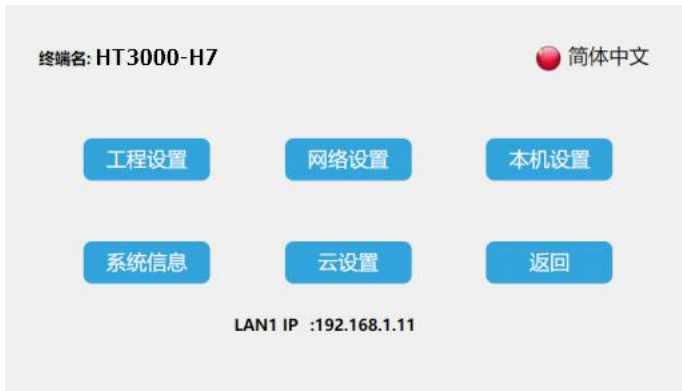 终端名: HT3000-H7
简体中文
工程设置 网络设置 本机设置
系统信息 云设置 返回
LAN1 IP :192.168.1.11